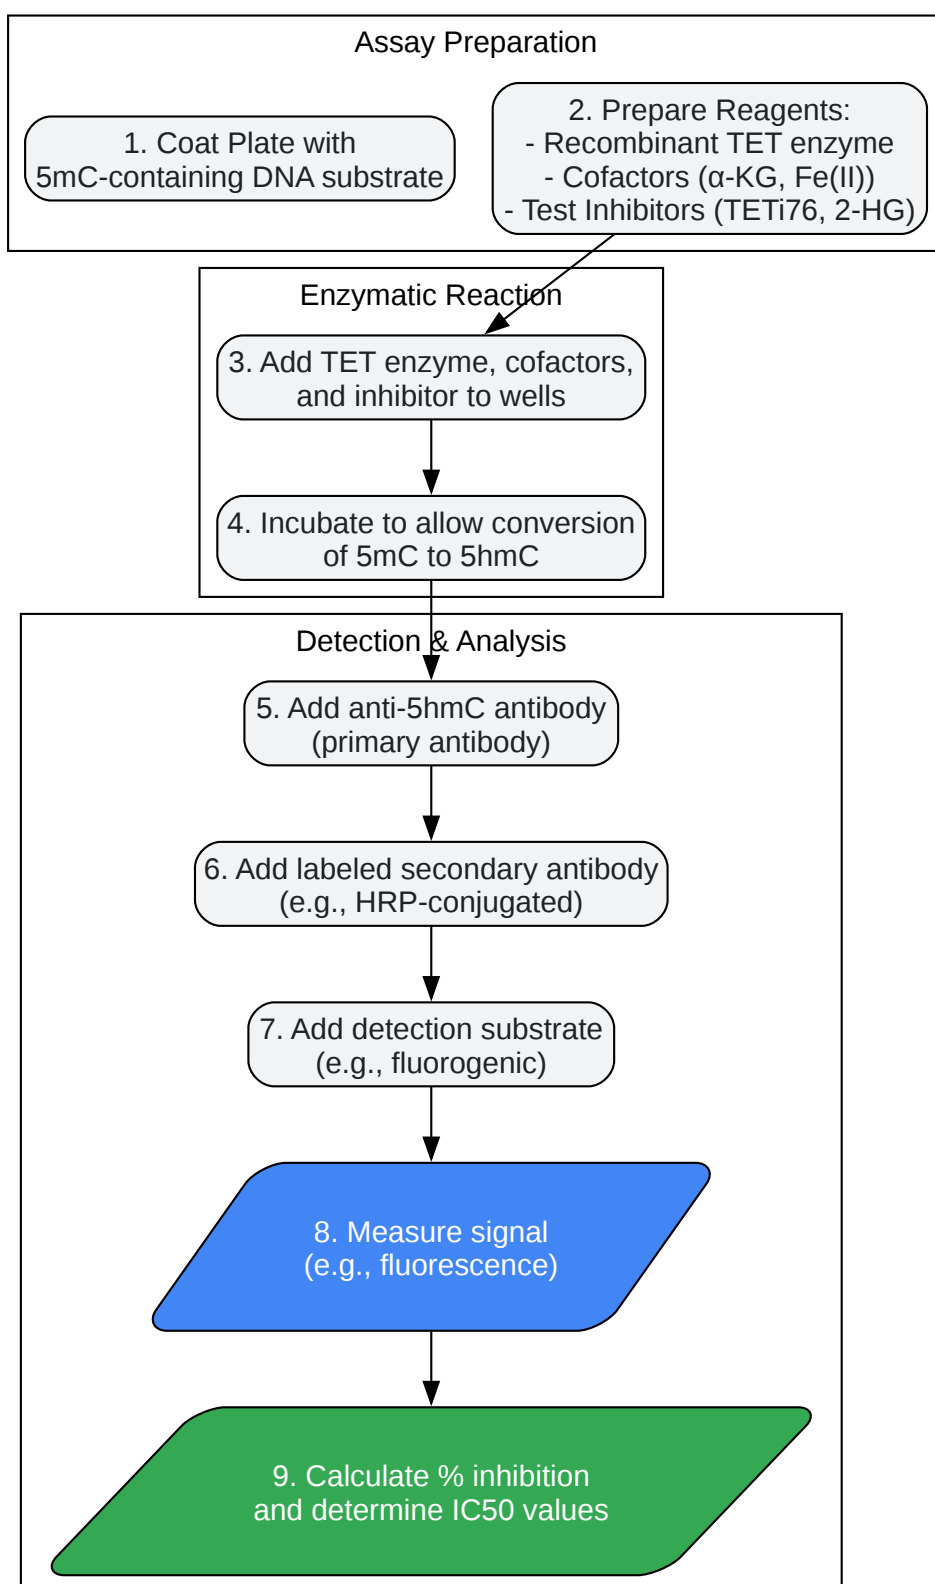 Assay Preparation
1. Coat Plate with
5mC-containing DNA substrate
2. Prepare Reagents:
- Recombinant TET enzyme
- Cofactors (α-KG, Fe(II))
- Test Inhibitors (TETi76, 2-HG)
Enzymatic Reaction
3. Add TET enzyme, cofactors,
and inhibitor to wells
4. Incubate to allow conversion
of 5mC to 5hmC
Detection & Analysis
5. Add anti-5hmC antibody
(primary antibody)
6. Add labeled secondary antibody
(e.g., HRP-conjugated)
7. Add detection substrate
(e.g., fluorogenic)
8. Measure signal
(e.g., fluorescence)
9. Calculate % inhibition
and determine IC50 values